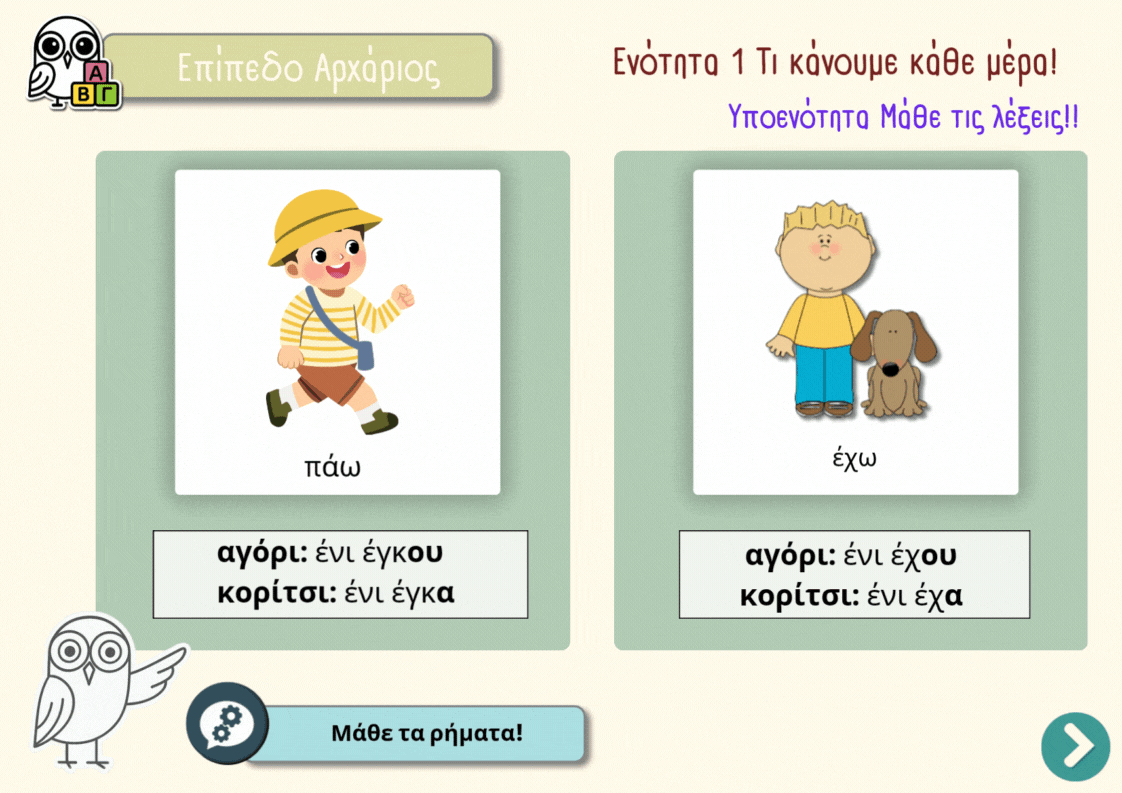 Επίπεδο Αρχάριος
Ενότητα 1 Τι κάνουμε κάθε μέρα!
Υποενότητα Μάθε τις λέξεις!!
Α
Β Γ
πάω
έχω
αγόρι: ένι έγκου
κορίτσι: ένι έγκα
αγόρι: ένι έχου
κορίτσι: ένι έχα
Μάθε τα ρήματα!